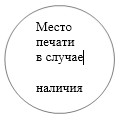 Место
печати
в случае
наличия